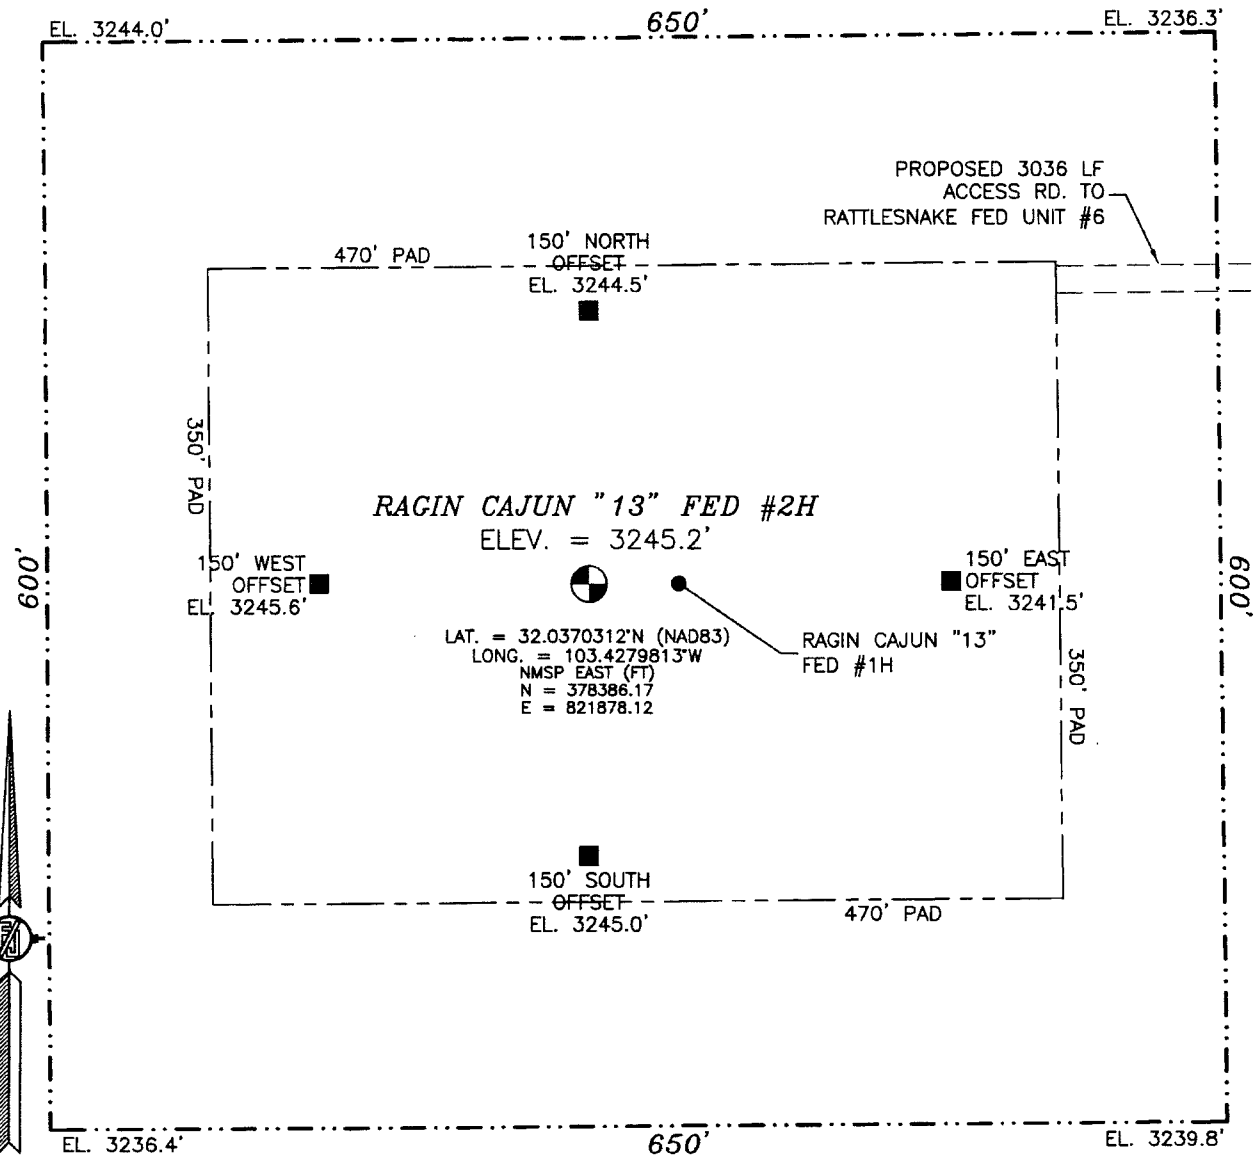 EL. 3244.0'
650'
EL. 3236.3'
PROPOSED 3036 LF
ACCESS RD. TO
RATTLESNAKE FED UNIT #6
470' PAD
150' NORTH
OFFSET
EL. 3244.5'
350' PAD
RAGIN CAJUN "13" FED #2H
ELEV. = 3245.2'
600'
150' WEST
OFFSET
EL. 3245.6'
150' EAST
OFFSET
EL. 3241.5'
600'
LAT. = 32.0370312°N (NAD83)
LONG. = 103.4279813°W
NMSP EAST (FT)
N = 378386.17
E = 821878.12
RAGIN CAJUN "13"
FED #1H
350' PAD
150' SOUTH
OFFSET
EL. 3245.0'
470' PAD
EL. 3236.4'
650'
EL. 3239.8'